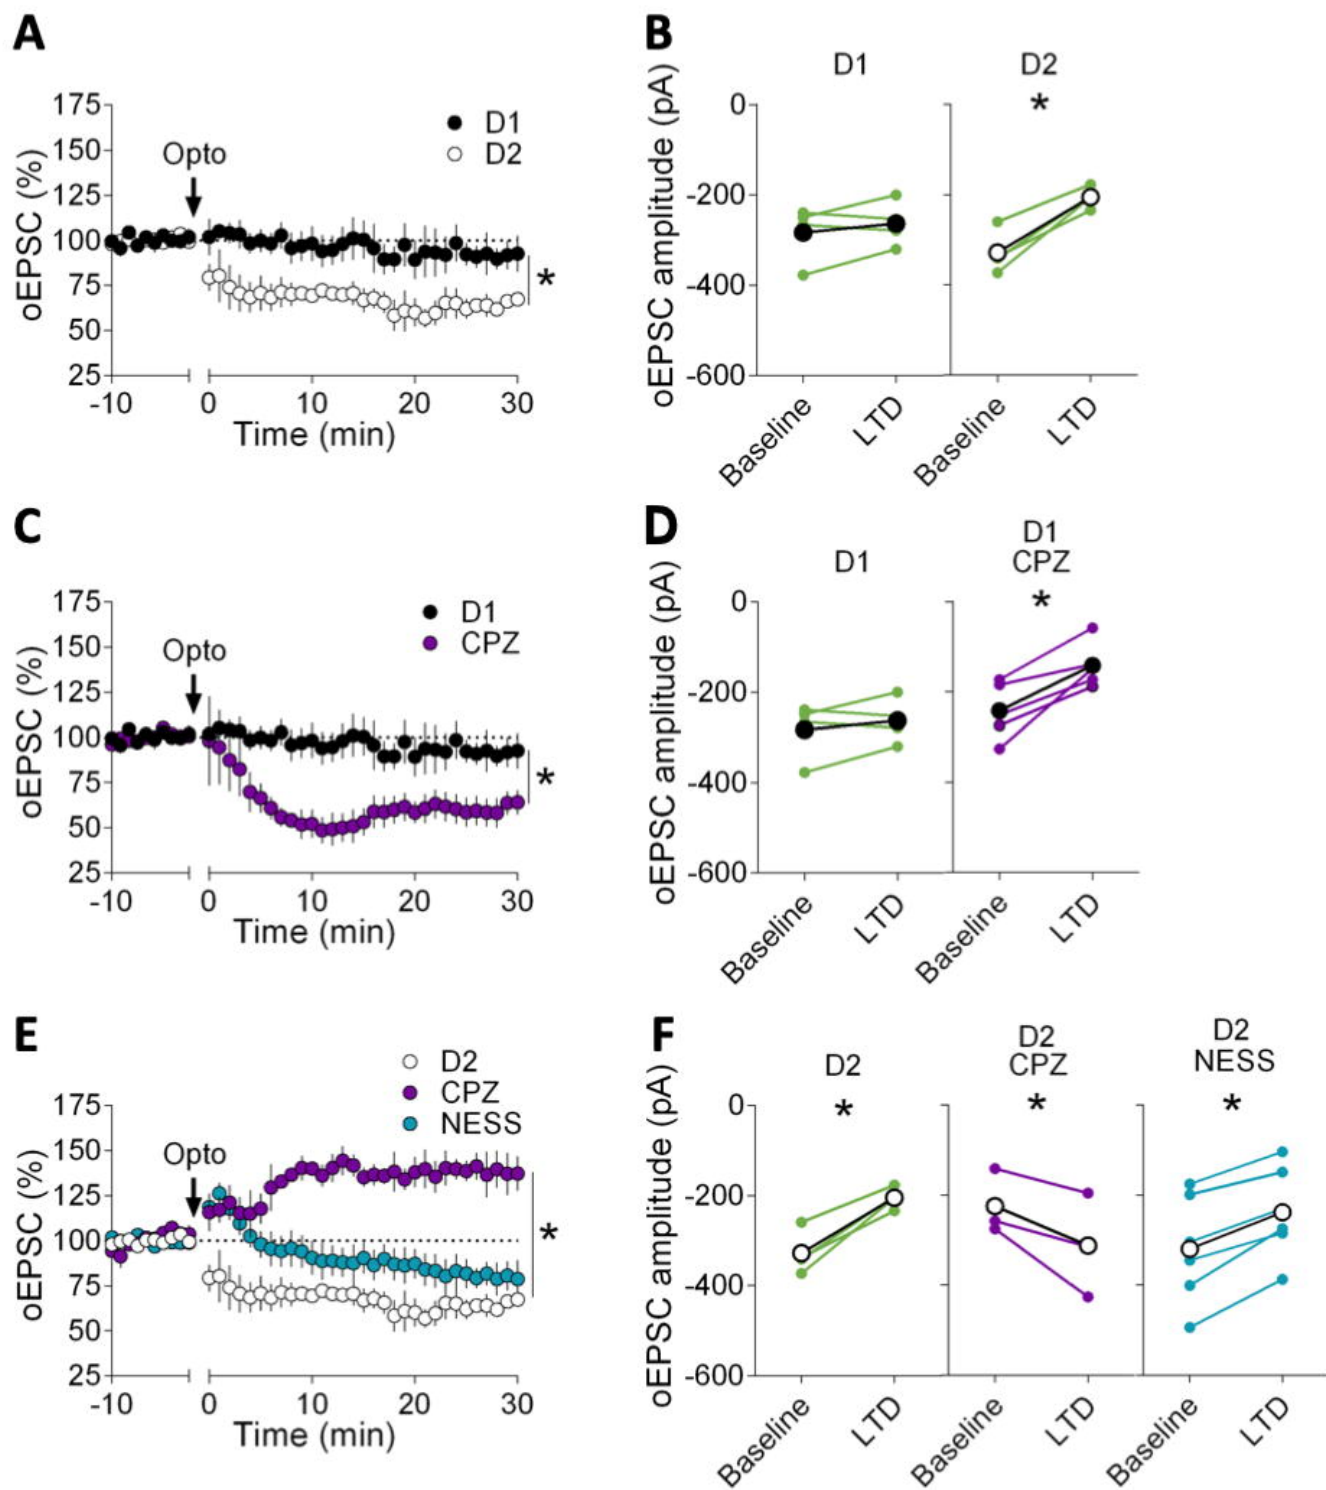 A
175
150
125
100
75
50
25
oEPSC (%)
Opto
D1
D2
*
-10
0
10
20
30
Time (min)
B
D1
D2
*
oEPSC amplitude (pA)
0
-200
-400
-600
Baseline
LTD
Baseline
LTD
C
175
150
125
100
75
50
25
oEPSC (%)
Opto
D1
CPZ
*
-10
0
10
20
30
Time (min)
D
D1
D1
CPZ
*
oEPSC amplitude (pA)
0
-200
-400
-600
Baseline
LTD
Baseline
LTD
E
175
150
125
100
75
50
25
oEPSC (%)
Opto
D2
CPZ
NESS
*
-10
0
10
20
30
Time (min)
F
D2
*
D2
CPZ
*
D2
NESS
*
oEPSC amplitude (pA)
0
-200
-400
-600
Baseline
LTD
Baseline
LTD
Baseline
LTD